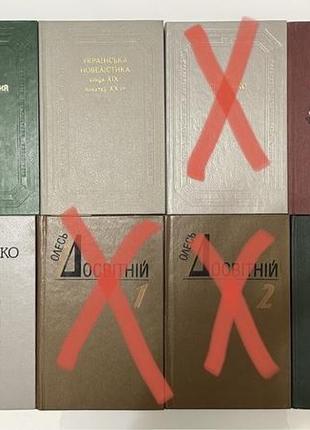 УКРАЇНСЬКА
НОВЕЛІСТИКА
кінця XIX
початку XX ст.
КО
ОЛЕСЬ
ДОСВІТНІЙ
1
ОЛЕСЬ
ДОСВІТНІЙ
2